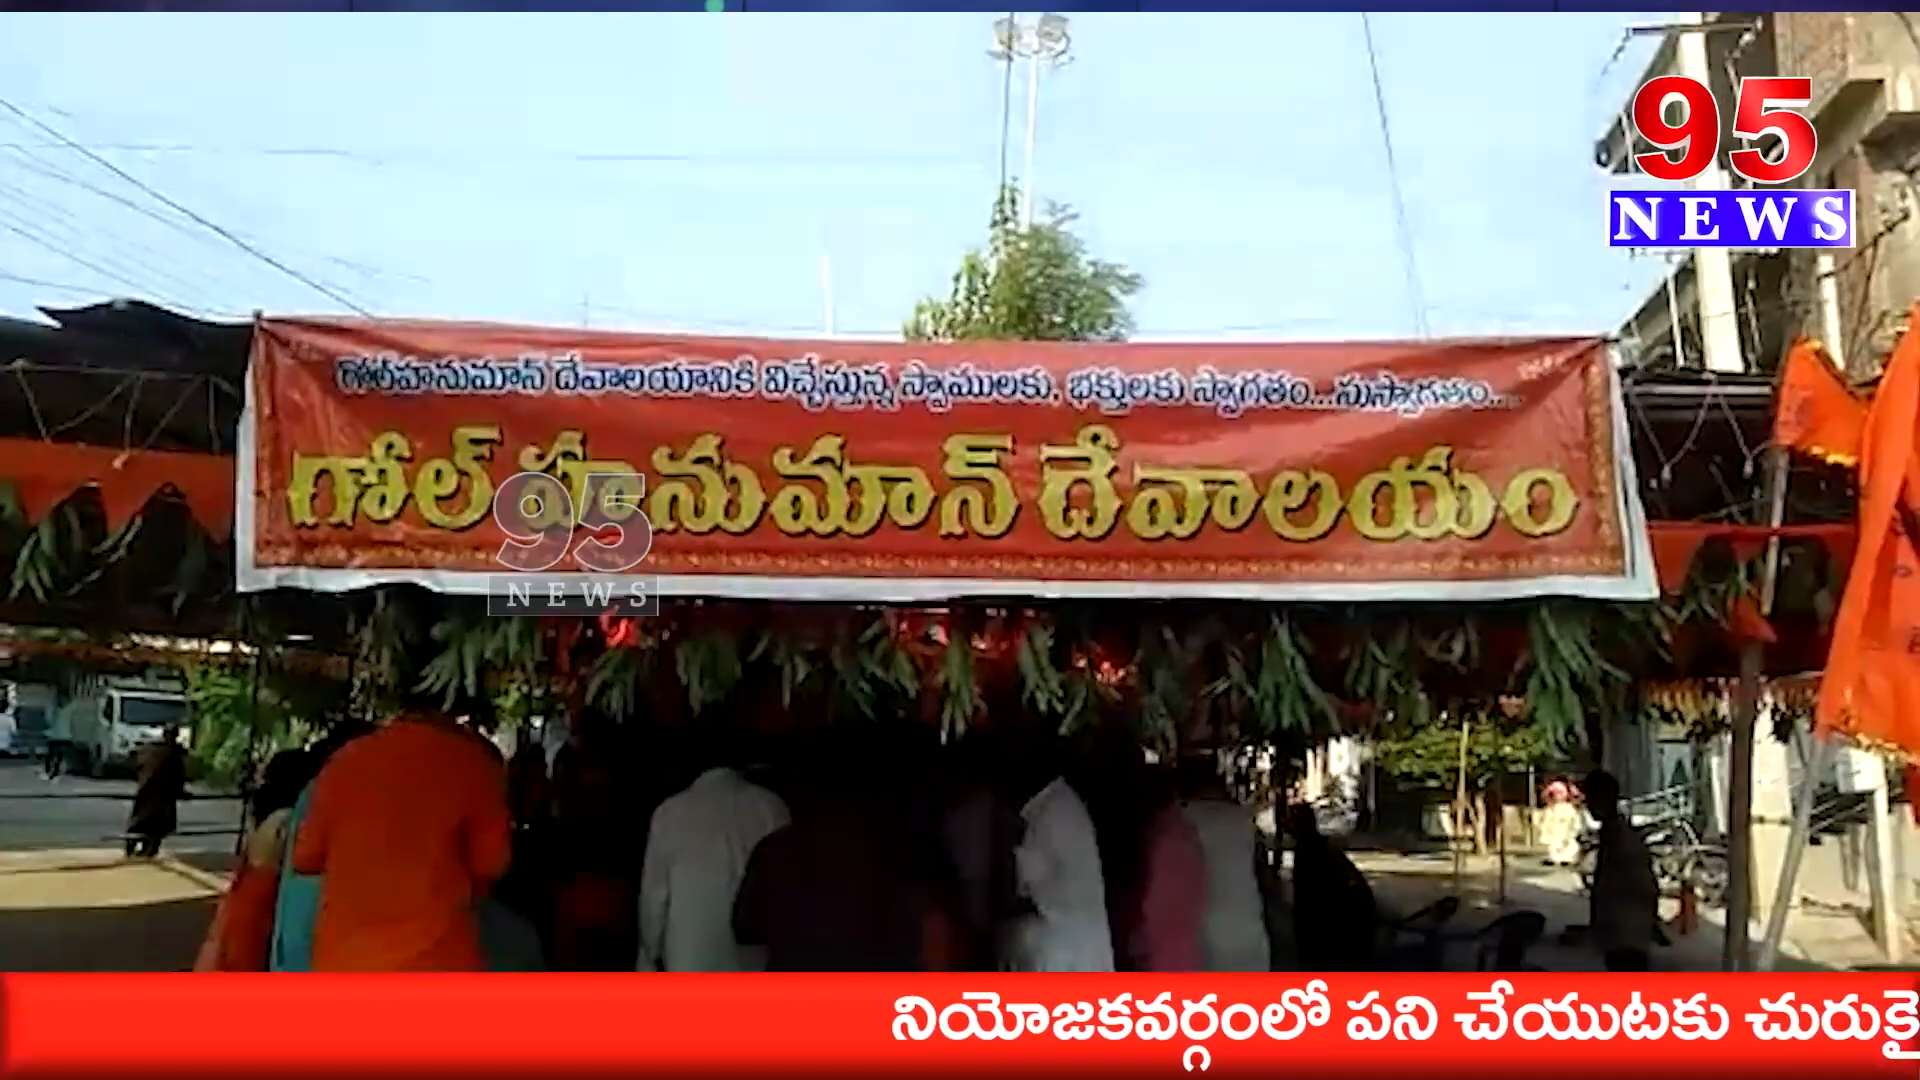 95
NEWS
గోల్‌హనుమాన్ దేవాలయానికి విచ్చేస్తున్న స్వాములకు, భక్తులకు స్వాగతం...సుస్వాగతం....
గోల్ హనుమాన్ దేవాలయం
95
NEWS
నియోజకవర్గంలో పని చేయుటకు చురుకై